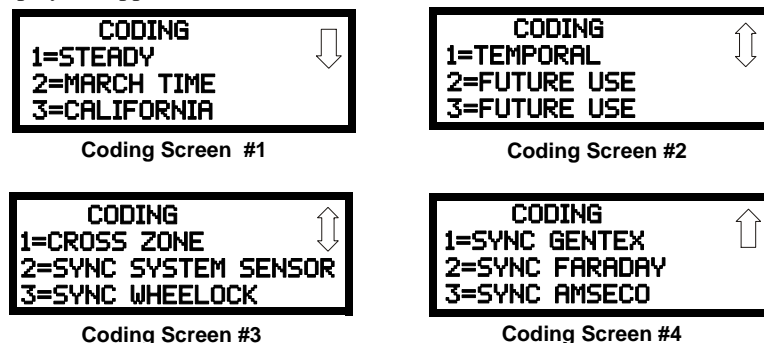 CODING
1=STEADY
2=MARCH TIME
3=CALIFORNIA
Coding Screen #1
CODING
1=TEMPORAL
2=FUTURE USE
3=FUTURE USE
Coding Screen #2
CODING
1=CROSS ZONE
2=SYNC SYSTEM SENSOR
3=SYNC WHEELOCK
Coding Screen #3
CODING
1=SYNC GENTEX
2=SYNC FARADAY
3=SYNC AMSECO
Coding Screen #4